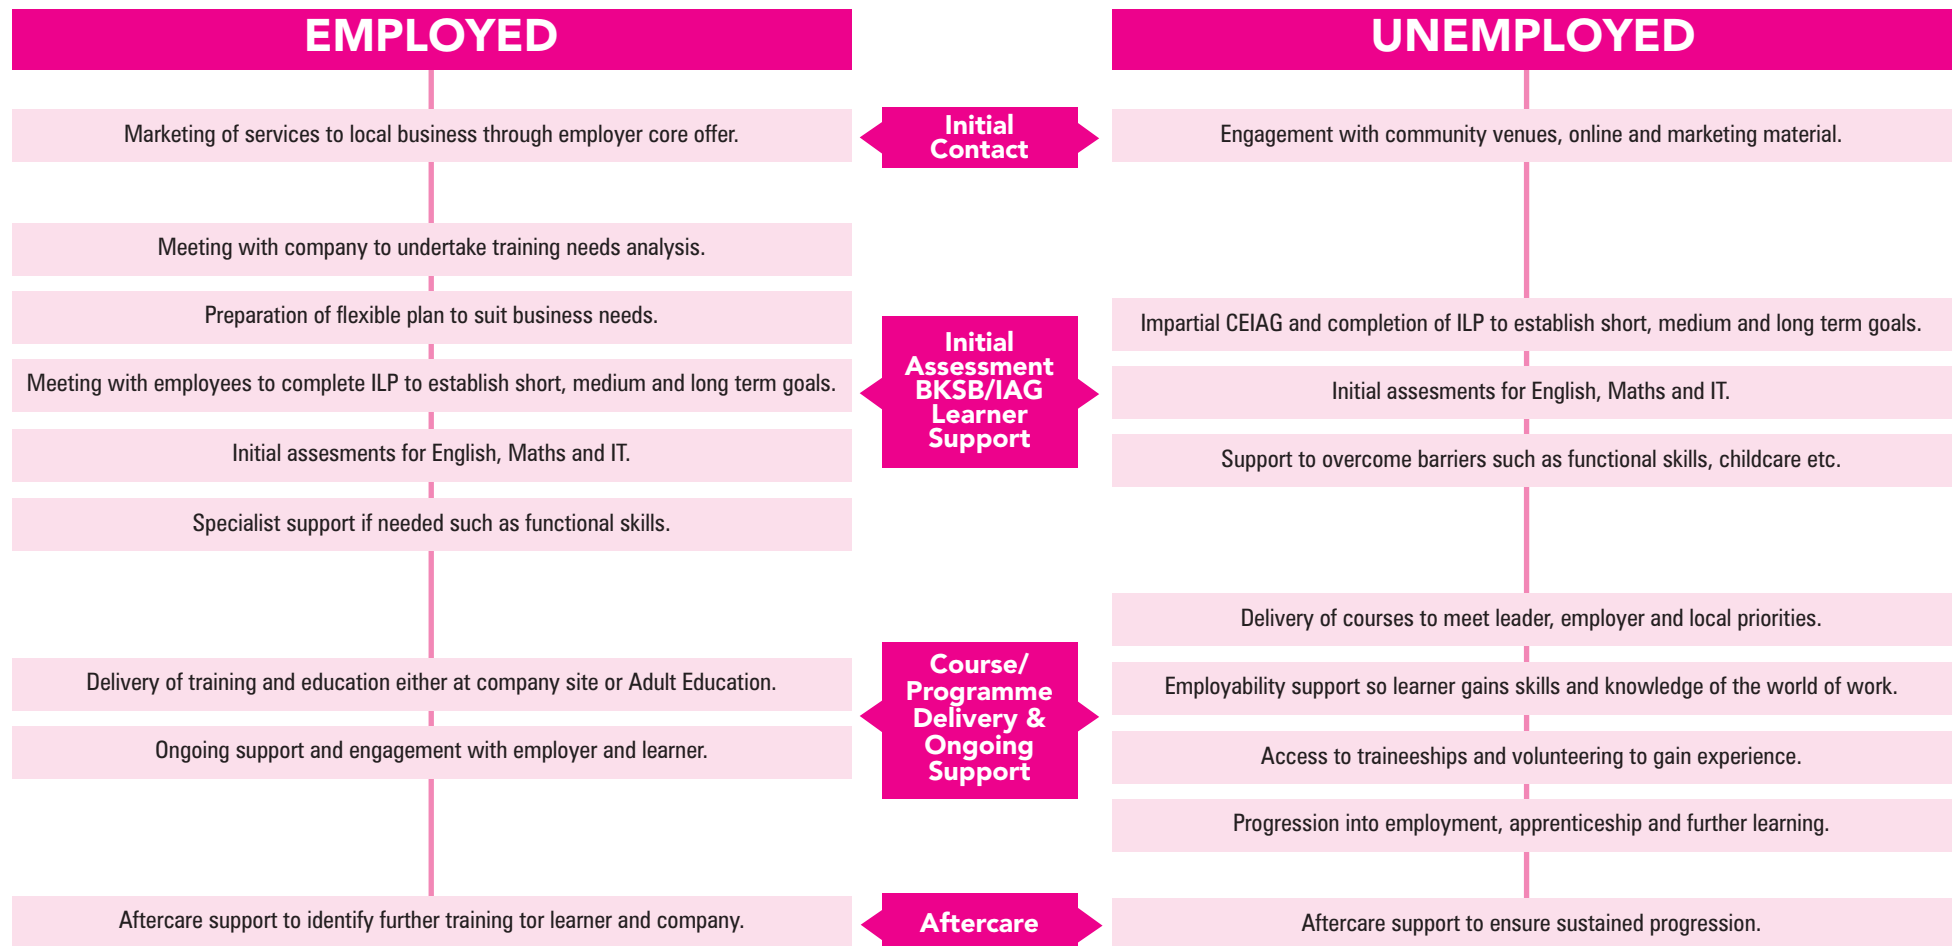 EMPLOYED
Marketing of services to local business through employer core offer.
Meeting with company to undertake training needs analysis.
Preparation of flexible plan to suit business needs.
Meeting with employees to complete ILP to establish short, medium and long term goals.
Initial assesments for English, Maths and IT.
Specialist support if needed such as functional skills.
Delivery of training and education either at company site or Adult Education.
Ongoing support and engagement with employer and learner.
Aftercare support to identify further training tor learner and company.
Initial
Contact
Initial
Assessment
BKSB/IAG
Learner
Support
Course/
Programme
Delivery &
Ongoing
Support
Aftercare
UNEMPLOYED
Engagement with community venues, online and marketing material.
Impartial CEIAG and completion of ILP to establish short, medium and long term goals.
Initial assesments for English, Maths and IT.
Support to overcome barriers such as functional skills, childcare etc.
Delivery of courses to meet leader, employer and local priorities.
Employability support so learner gains skills and knowledge of the world of work.
Access to traineeships and volunteering to gain experience.
Progression into employment, apprenticeship and further learning.
Aftercare support to ensure sustained progression.